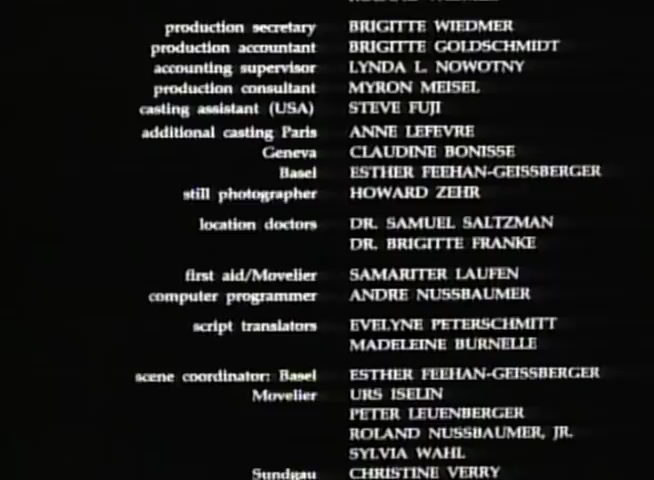 production secretary BRIGITTE WIEDMER
production accountant BRIGITTE GOLDSCHMIDT
accounting supervisor LYNDA L. NOWOTNY
production consultant MYRON MEISEL
casting assistant (USA) STEVE FUJI
additional casting Paris ANNE LEFEVRE
Geneva CLAUDINE BONISSE
Basel ESTHER FEEHAN-GEISSBERGER
still photographer HOWARD ZEHR
location doctors DR. SAMUEL SALTZMAN
DR. BRIGITTE FRANKE
first aid/Movelier SAMARITER LAUFEN
computer programmer ANDRE NUSSBAUMER
script translators EVELYNE PETERSCHMITT
MADELEINE BURNELLE
scene coordinator: Basel ESTHER FEEHAN-GEISSBERGER
Movelier URS ISELIN
PETER LEUENBERGER
ROLAND NUSSBAUMER, JR.
SYLVIA WAHL
Sundgau CHRISTINE VERRY